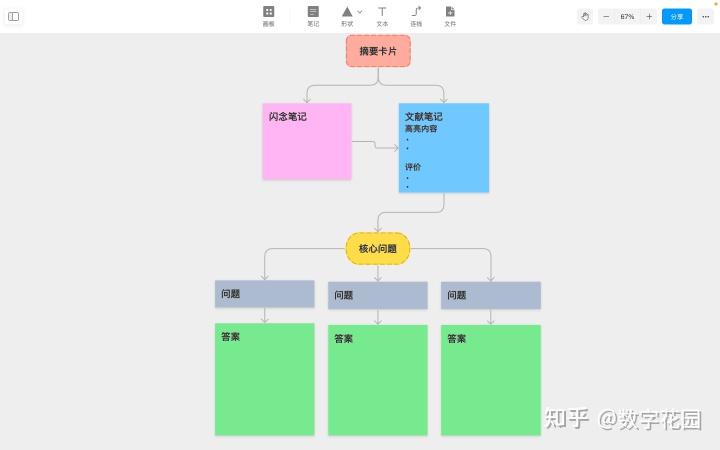 画板
笔记
形状
文本
连线
文件
67%
分享
摘要卡片
闪念笔记
文献笔记
高亮内容
•
•
评价
•
•
核心问题
问题
问题
问题
答案
答案
答案
知乎 @数字花园